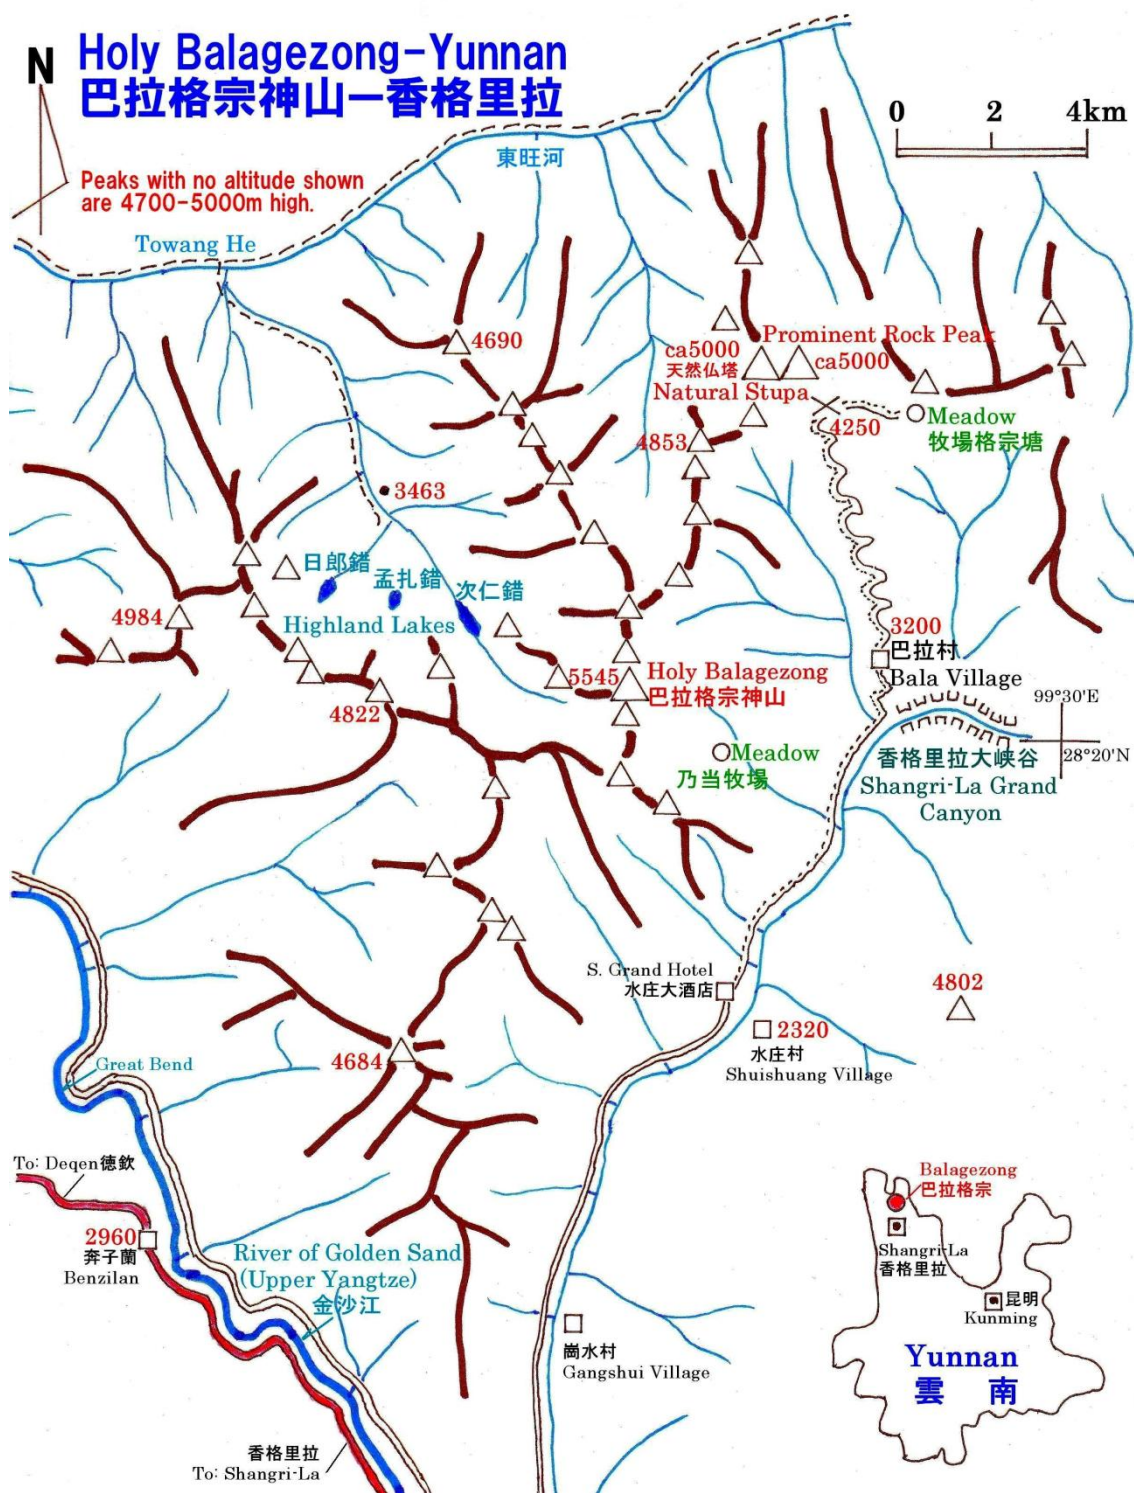 N
Holy Balagezong-Yunnan
巴拉格宗神山一香格里拉
0 2 4km
Peaks with no altitude shown
are 4700-5000m high.
東旺河
Towang He
4690
Prominent Rock Peak
ca5000
天然仏塔
ca5000
Natural Stupa
4250
Meadow
牧場格宗塘
4853
3463
日郎錯
孟扎錯
次仁錯
Highland Lakes
4984
4822
5545
Holy Balagezong
巴拉格宗神山
3200
巴拉村
Bala Village
99°30'E
28°20'N
Meadow
乃当牧場
香格里拉大峡谷
Shangri-La Grand
Canyon
S. Grand Hotel
水庄大酒店
4802
2320
水庄村
Shuishuang Village
4684
Great Bend
To: Deqen德欽
2960
奔子蘭
Benzilan
River of Golden Sand
(Upper Yangtze)
金沙江
崗水村
Gangshui Village
香格里拉
To: Shangri-La
Balagezong
巴拉格宗
Shangri-La
香格里拉
昆明
Kunming
Yunnan
雲南